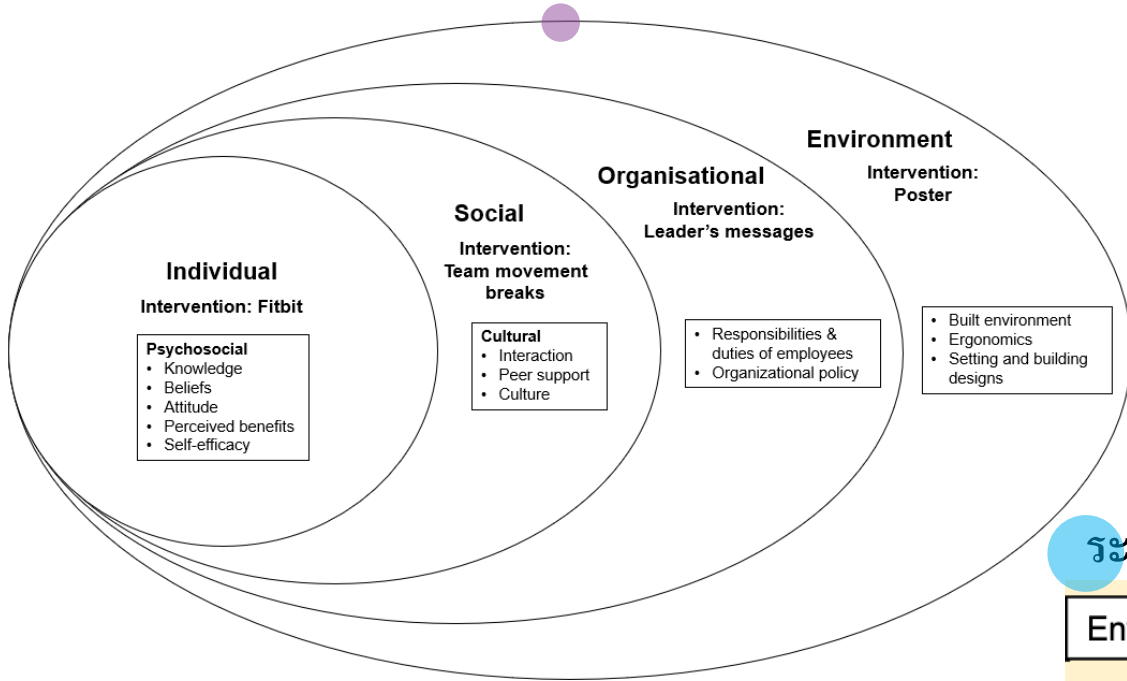 Environment
Intervention:
Poster
Organisational
Intervention:
Leader's messages
Social
Intervention:
Team movement
breaks
Individual
Intervention: Fitbit
Psychosocial
• Knowledge
• Beliefs
• Attitude
• Perceived benefits
• Self-efficacy
Cultural
• Interaction
• Peer support
• Culture
• Responsibilities &
duties of employees
• Organizational policy
• Built environment
• Ergonomics
• Setting and building
designs